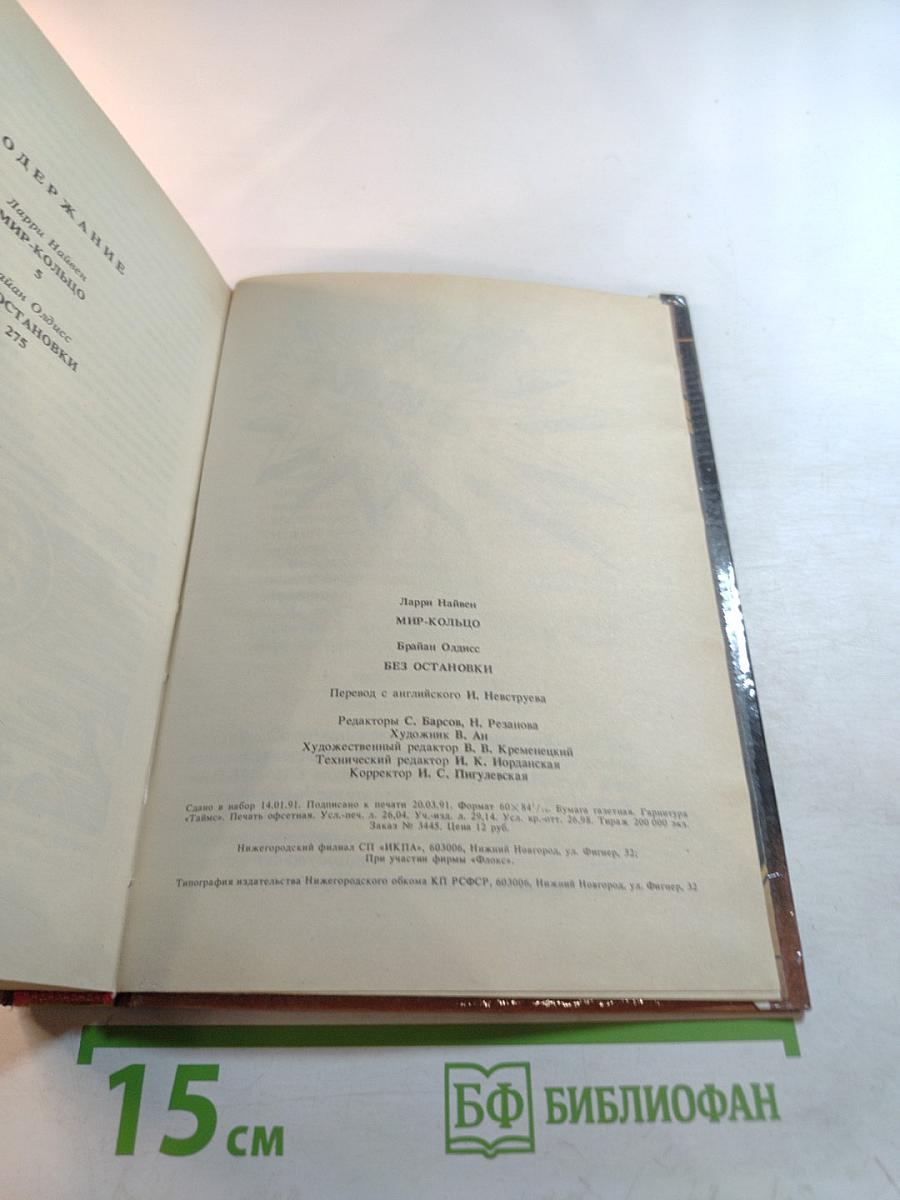 ОДЕРЖАНИЕ
Ларри Найвен
МИР-КОЛЬЦО
5
айан Олдисс
ОСТАНОВКИ
275
Ларри Найвен
МИР-КОЛЬЦО
Брайан Олдисс
БЕЗ ОСТАНОВКИ
Перевод с английского И. Невструева
Редакторы С. Барсов, Н. Резанова
Художник В. Ан
Художественный редактор В. В. Кременецкий
Технический редактор И. К. Иорданская
Корректор И. С. Пигулевская
Сдано в набор 14.01.91. Подписано к печати 20.03.91. Формат 60×84¹/₁₆. Бумага газетная. Гарнитура
«Таймс». Печать офсетная. Усл.-печ. л. 26,04. Уч.-изд. л. 29,14. Усл. кр.-отт. 26,98. Тираж 200 000 экз.
Заказ № 3445. Цена 12 руб.
Нижегородский филиал СП «ИКПА», 603006, Нижний Новгород, ул. Фигнер, 32;
При участии фирмы «Флокс».
Типография издательства Нижегородского обкома КП РСФСР, 603006, Нижний Новгород, ул. Фигнер, 32
15 см
БФ БИБЛИОФАН